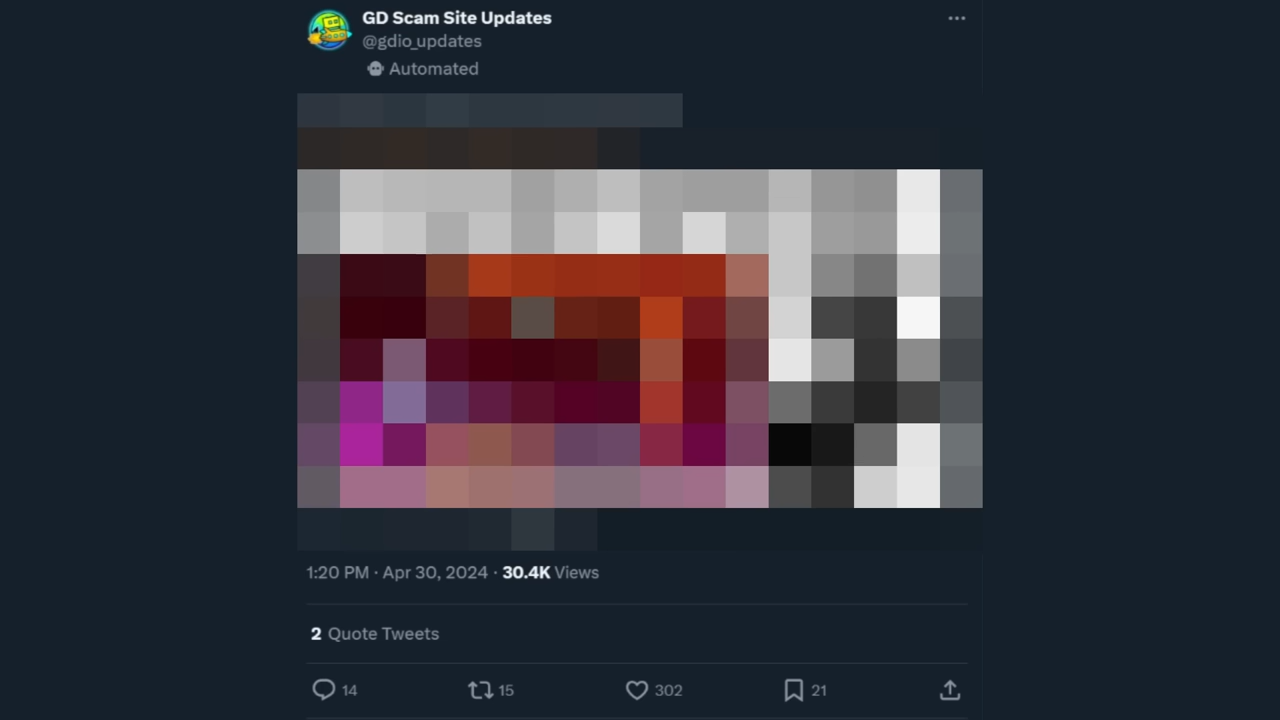 GD Scam Site Updates
@gdio_updates
Automated
1:20 PM · Apr 30, 2024 · 30.4K Views
2 Quote Tweets
14 15 302 21